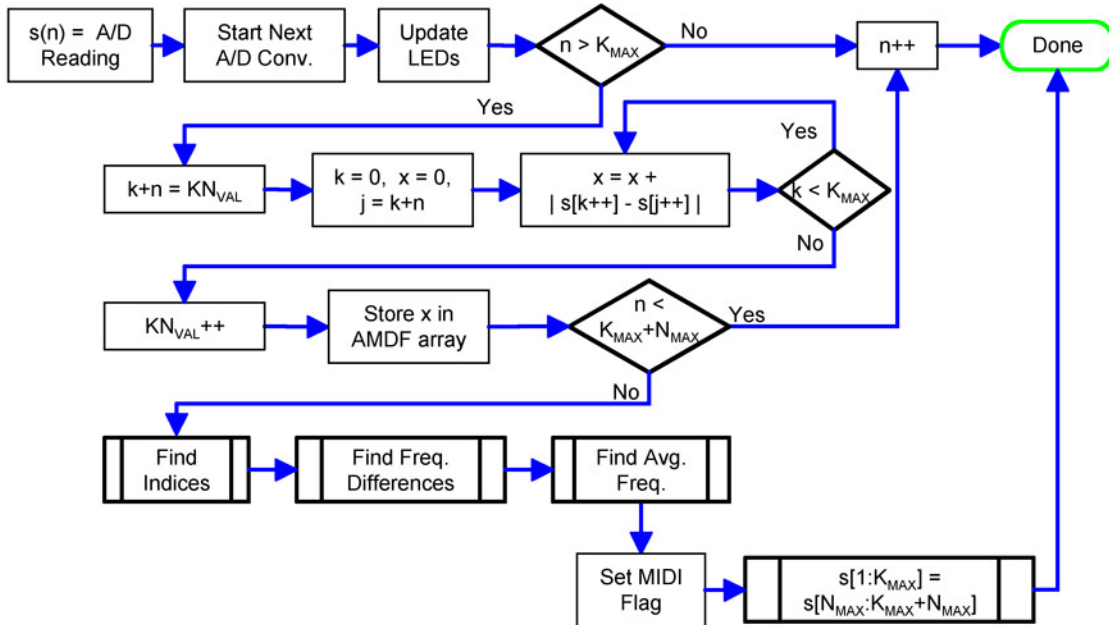 s(n) = A/D
Reading
Start Next
A/D Conv.
Update
LEDs
n > KMAX
No
n++
Done
Yes
k+n = KNVAL
k = 0, x = 0,
j = k+n
x = x +
| s[k++] - s[j++] |
Yes
k < KMAX
No
KNVAL++
Store x in
AMDF array
n <
KMAX+NMAX
Yes
No
Find
Indices
Find Freq.
Differences
Find Avg.
Freq.
Set MIDI
Flag
s[1:KMAX] =
s[NMAX:KMAX+NMAX]